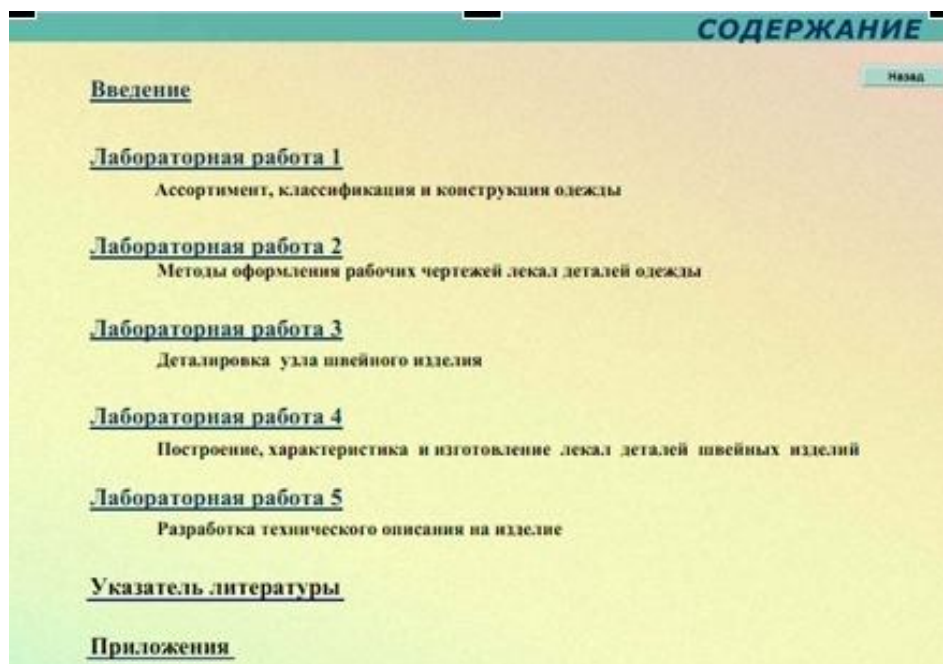 СОДЕРЖАНИЕ
Назад
Введение
Лабораторная работа 1
Ассортимент, классификация и конструкция одежды
Лабораторная работа 2
Методы оформления рабочих чертежей лекал деталей одежды
Лабораторная работа 3
Деталировка узла швейного изделия
Лабораторная работа 4
Построение, характеристика и изготовление лекал деталей швейных изделий
Лабораторная работа 5
Разработка технического описания на изделие
Указатель литературы
Приложения